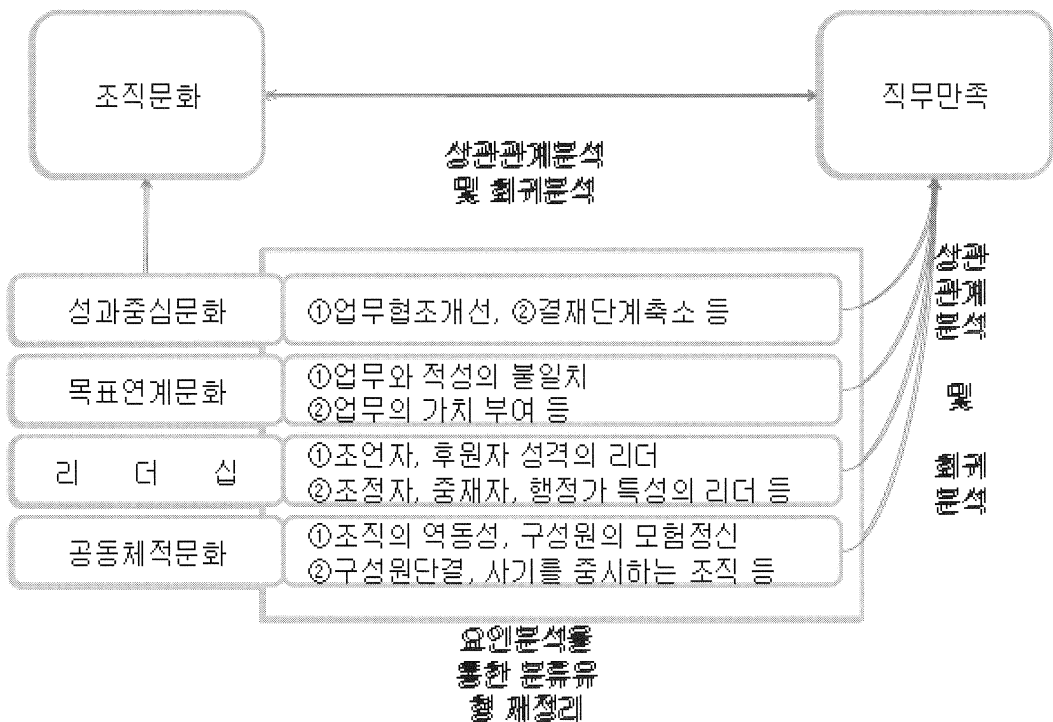 조직문화
직무만족
상관관계분석
및 회귀분석
성과중심문화
①업무협조개선, ②결재단계축소 등
목표연계문화
①업무와 적성의 불일치
②업무의 가치 부여 등
리 더 십
①조언자, 후원자 성격의 리더
②조정자, 중재자, 행정가 특성의 리더 등
공동체적문화
①조직의 역동성, 구성원의 모험정신
②구성원단결, 사기를 중시하는 조직 등
상관
관계
분석
및
회귀
분석
요인분석을
통한 분류유
형 재정리